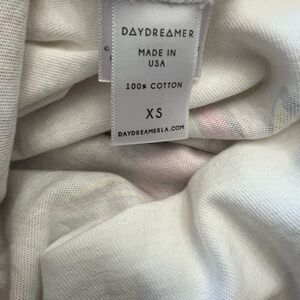 DAYDREAMER
MADE IN
USA
100% COTTON
XS
DAYDREAMERLA.COM